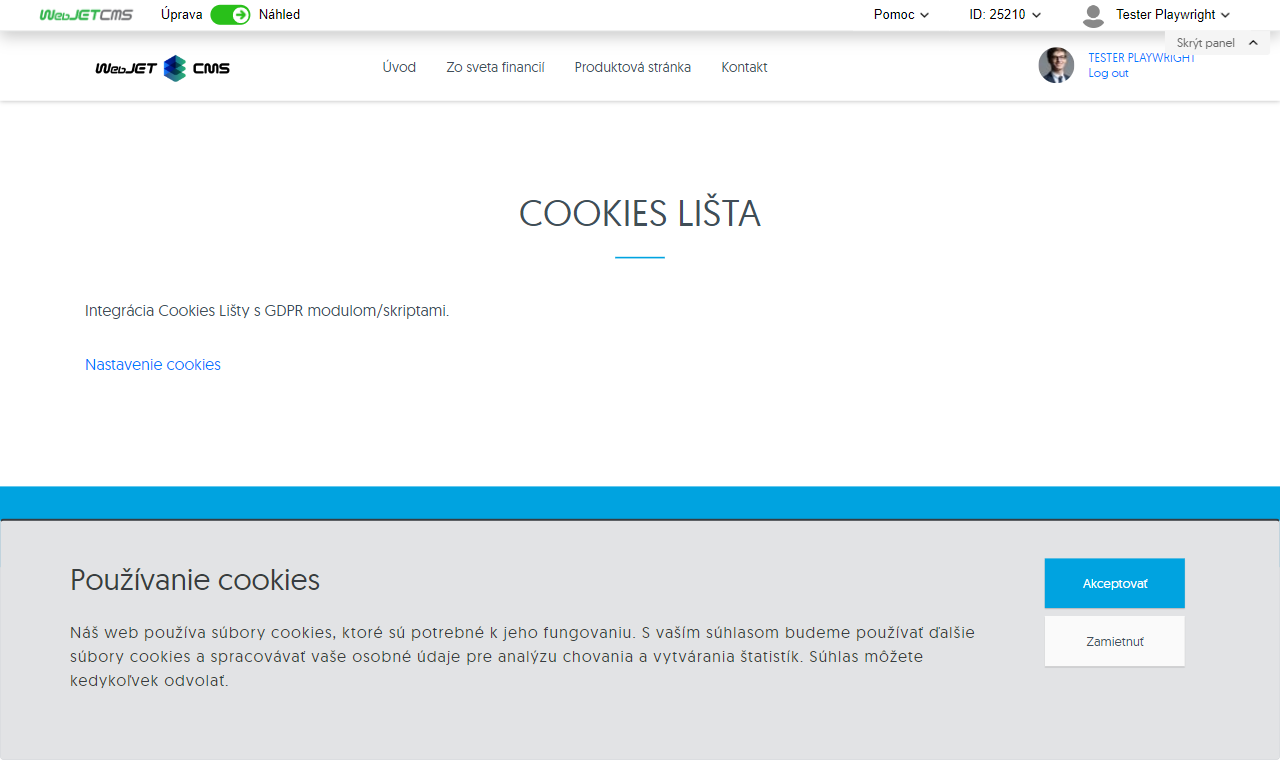 WebJETCMS Úprava Náhľed Pomoc ID: 25210 Tester Playwright
Skrýt panel
WebJET CMS Úvod Zo sveta financií Produktová stránka Kontakt TESTER PLAYWRIGHT
Log out
COOKIES LIŠTA
Integrácia Cookies Lišty s GDPR modulom/skriptami.
Nastavenie cookies
Používanie cookies
Náš web používa súbory cookies, ktoré sú potrebné k jeho fungovaniu. S vaším súhlasom budeme používať ďalšie
súbory cookies a spracovávať vaše osobné údaje pre analýzu chovania a vytvárania štatistík. Súhlas môžete
kedykoľvek odvolať.
Akceptovať
Zamietnuť